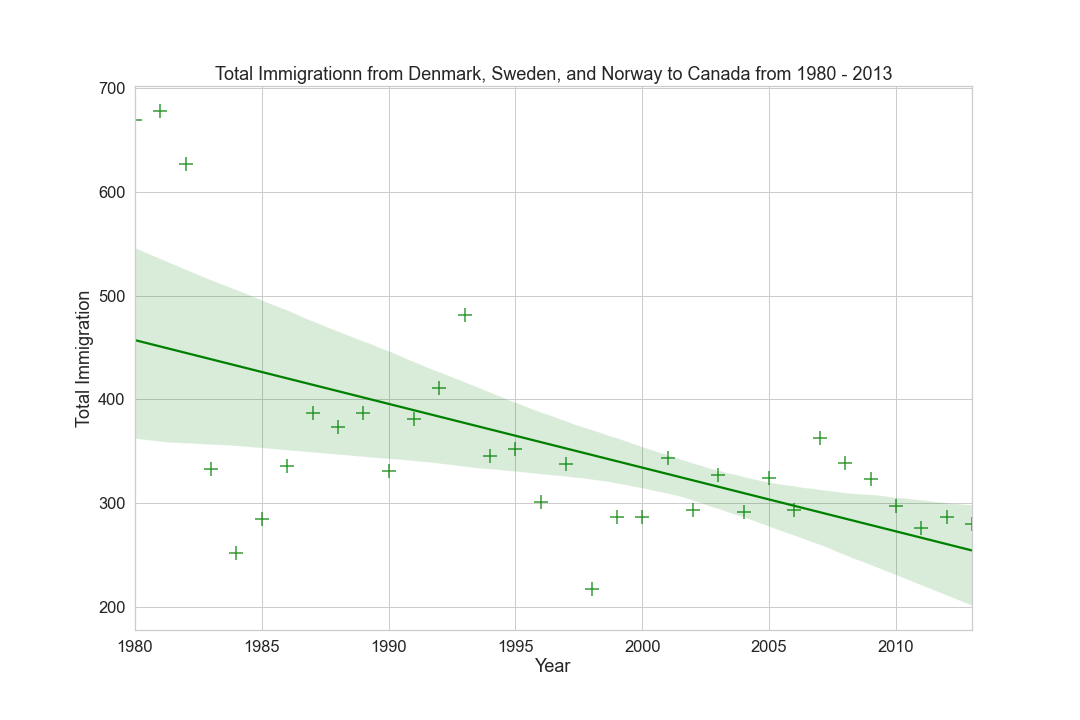 Total Immigrationn from Denmark, Sweden, and Norway to Canada from 1980 - 2013
700
600
500
400
300
200
Total Immigration
1980 1985 1990 1995 2000 2005 2010
Year